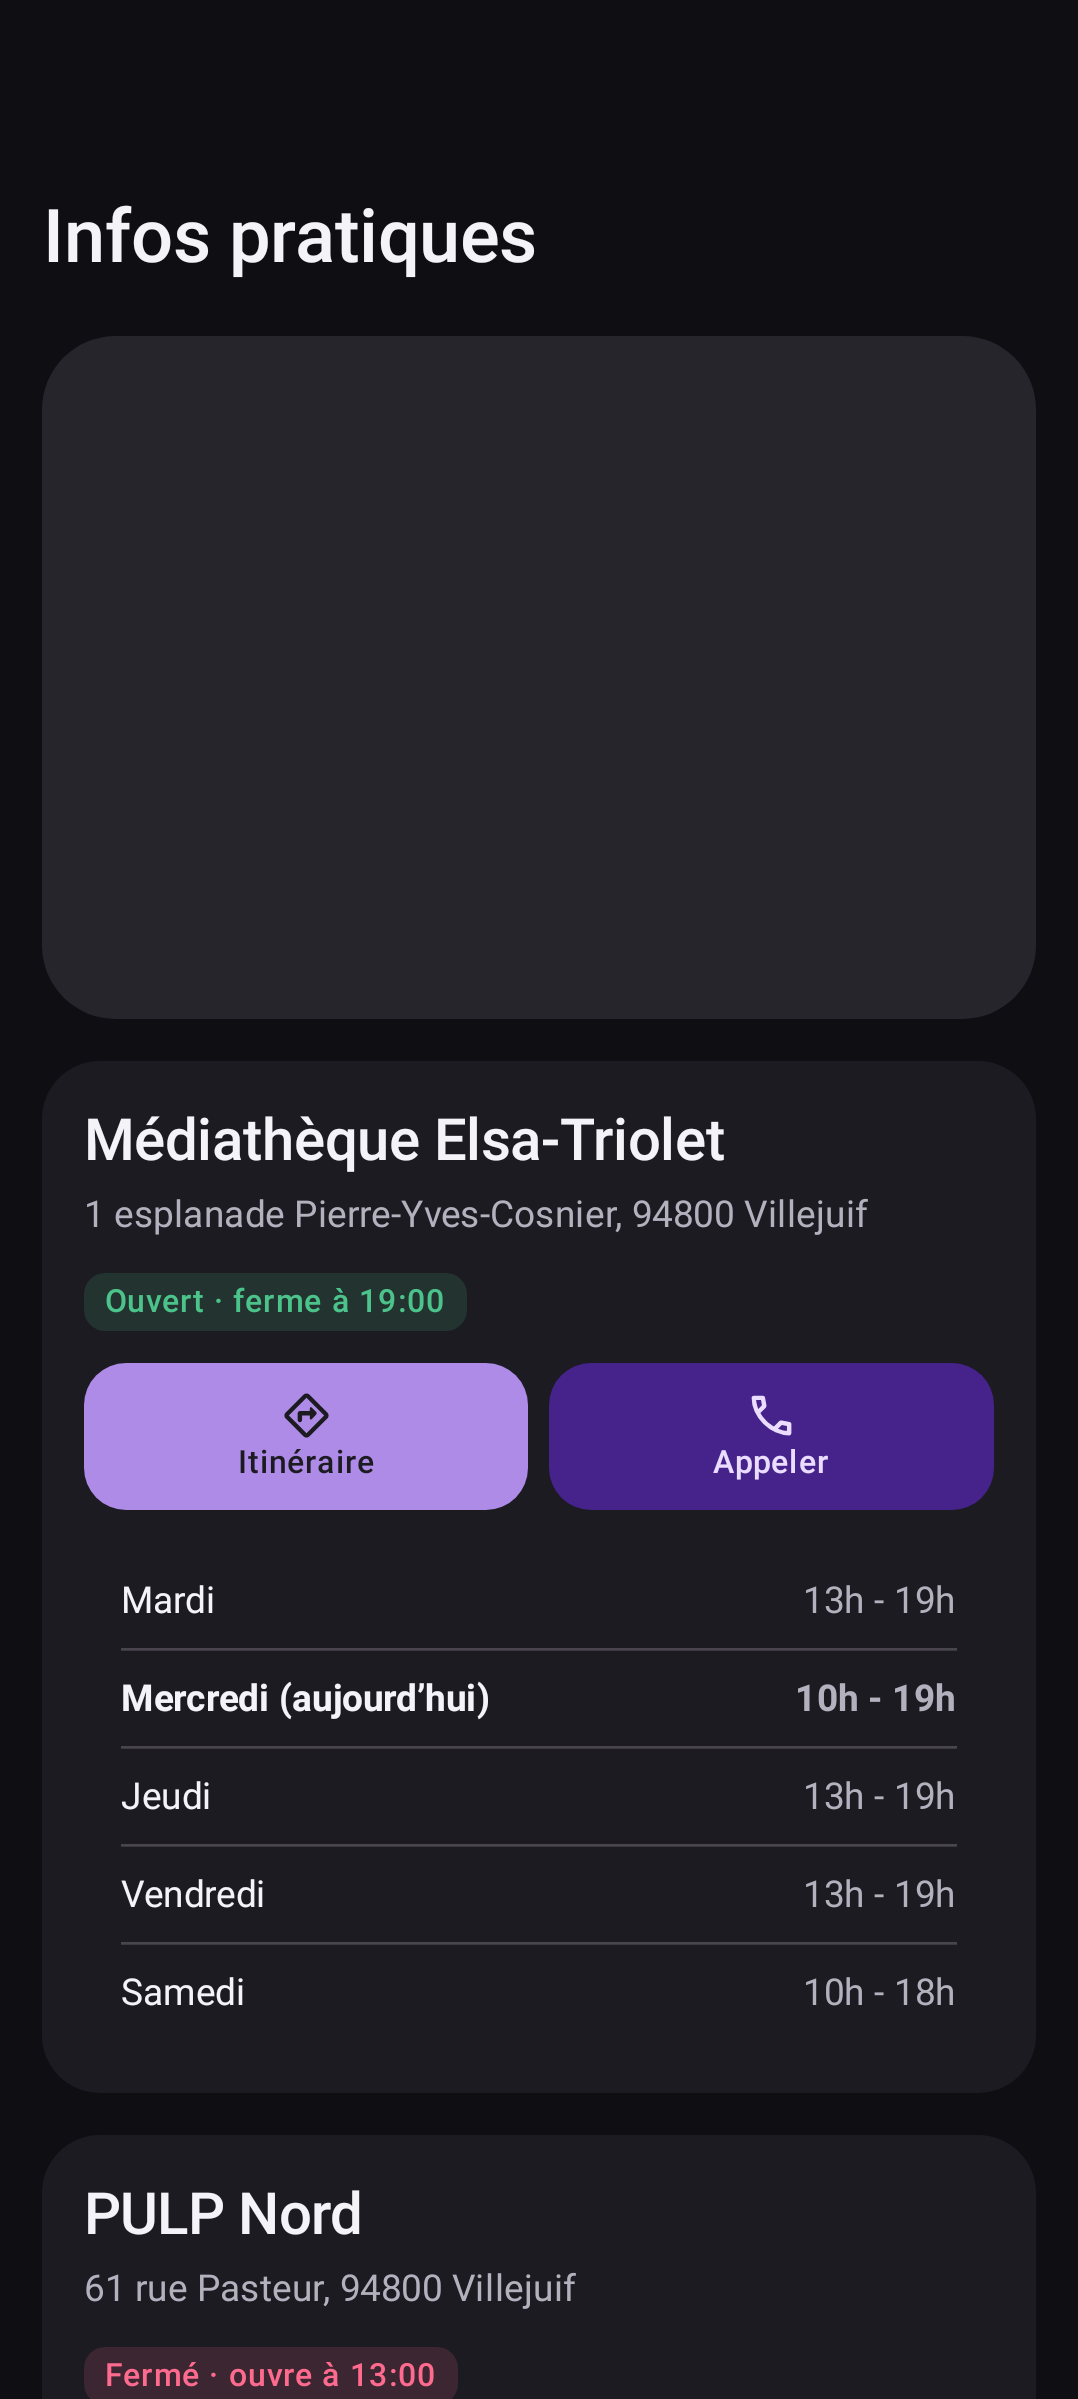 Infos pratiques
Médiathèque Elsa-Triolet
1 esplanade Pierre-Yves-Cosnier, 94800 Villejuif
Ouvert · ferme à 19:00
Itinéraire
Appeler
Mardi 13h - 19h
Mercredi (aujourd’hui) 10h - 19h
Jeudi 13h - 19h
Vendredi 13h - 19h
Samedi 10h - 18h
PULP Nord
61 rue Pasteur, 94800 Villejuif
Fermé · ouvre à 13:00